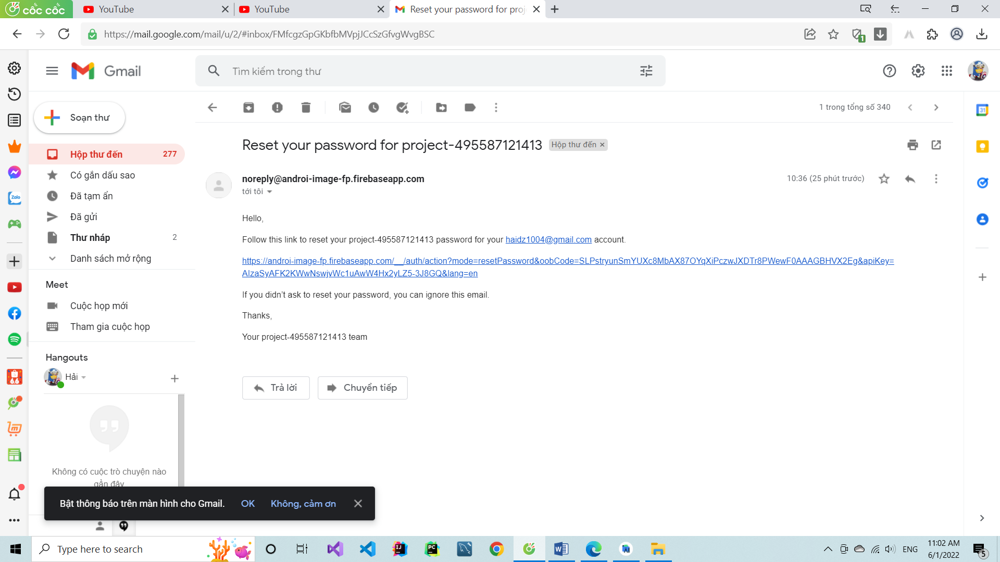 cốc cốc
YouTube
YouTube
Reset your password for proj
https://mail.google.com/mail/u/2/#inbox/FMfcgzGpGKbfbMVpjJCcSzGfvgWvgBSC
1
Gmail
Tìm kiếm trong thư
Soạn thư
1 trong tổng số 340
31
Hộp thư đến 277
Có gắn dấu sao
Đã tạm ẩn
Đã gửi
Thư nháp 2
Danh sách mở rộng
Meet
Cuộc họp mới
Tham gia cuộc họp
Hangouts
Hải
Không có cuộc trò chuyện nào
gần đây
Zalo
6.6
Reset your password for project-495587121413 Hộp thư đến
noreply@androi-image-fp.firebaseapp.com 10:36 (25 phút trước)
tới tôi
Hello,
Follow this link to reset your project-495587121413 password for your haidz1004@gmail.com account.
https://androi-image-fp.firebaseapp.com/__/auth/action?mode=resetPassword&oobCode=SLPstryunSmYUXc8MbAX87OYqXiPczwJXDTr8PWewF0AAAGBHVX2Eg&apiKey=
AIzaSyAFK2KWwNswjvWc1uAwW4Hx2yLZ5-3J8GQ&lang=en
If you didn’t ask to reset your password, you can ignore this email.
Thanks,
Your project-495587121413 team
Trả lời Chuyển tiếp
Bật thông báo trên màn hình cho Gmail. OK Không, cảm ơn
Type here to search
IJ
PC
W
ENG
11:02 AM
6/1/2022
5